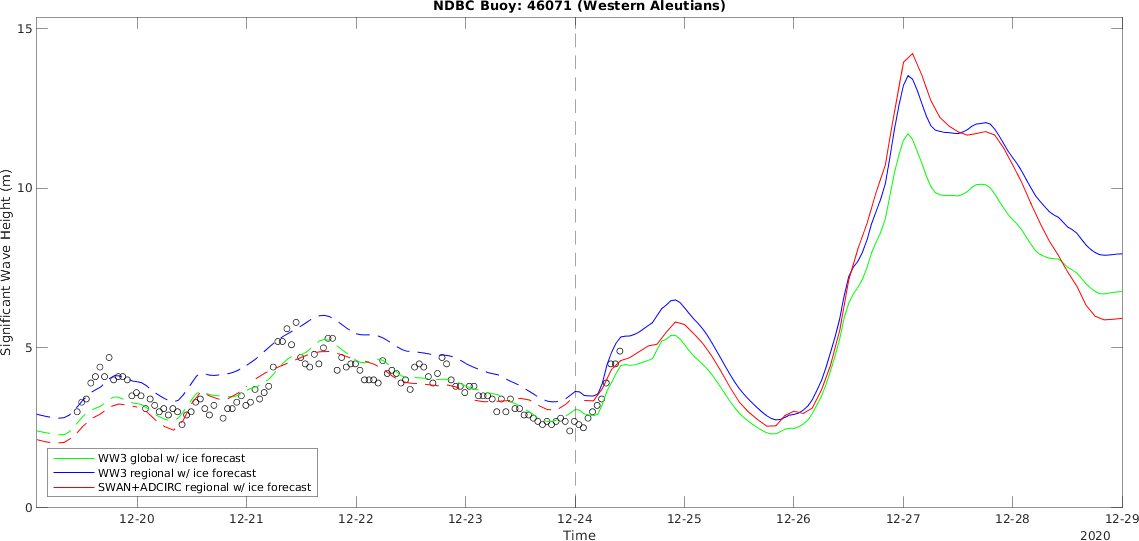 NDBC Buoy: 46071 (Western Aleutians)
15
10
5
0
Significant Wave Height (m)
WW3 global w/ ice forecast
WW3 regional w/ ice forecast
SWAN+ADCIRC regional w/ ice forecast
12-20 12-21 12-22 12-23 12-24 12-25 12-26 12-27 12-28 12-29
Time
2020